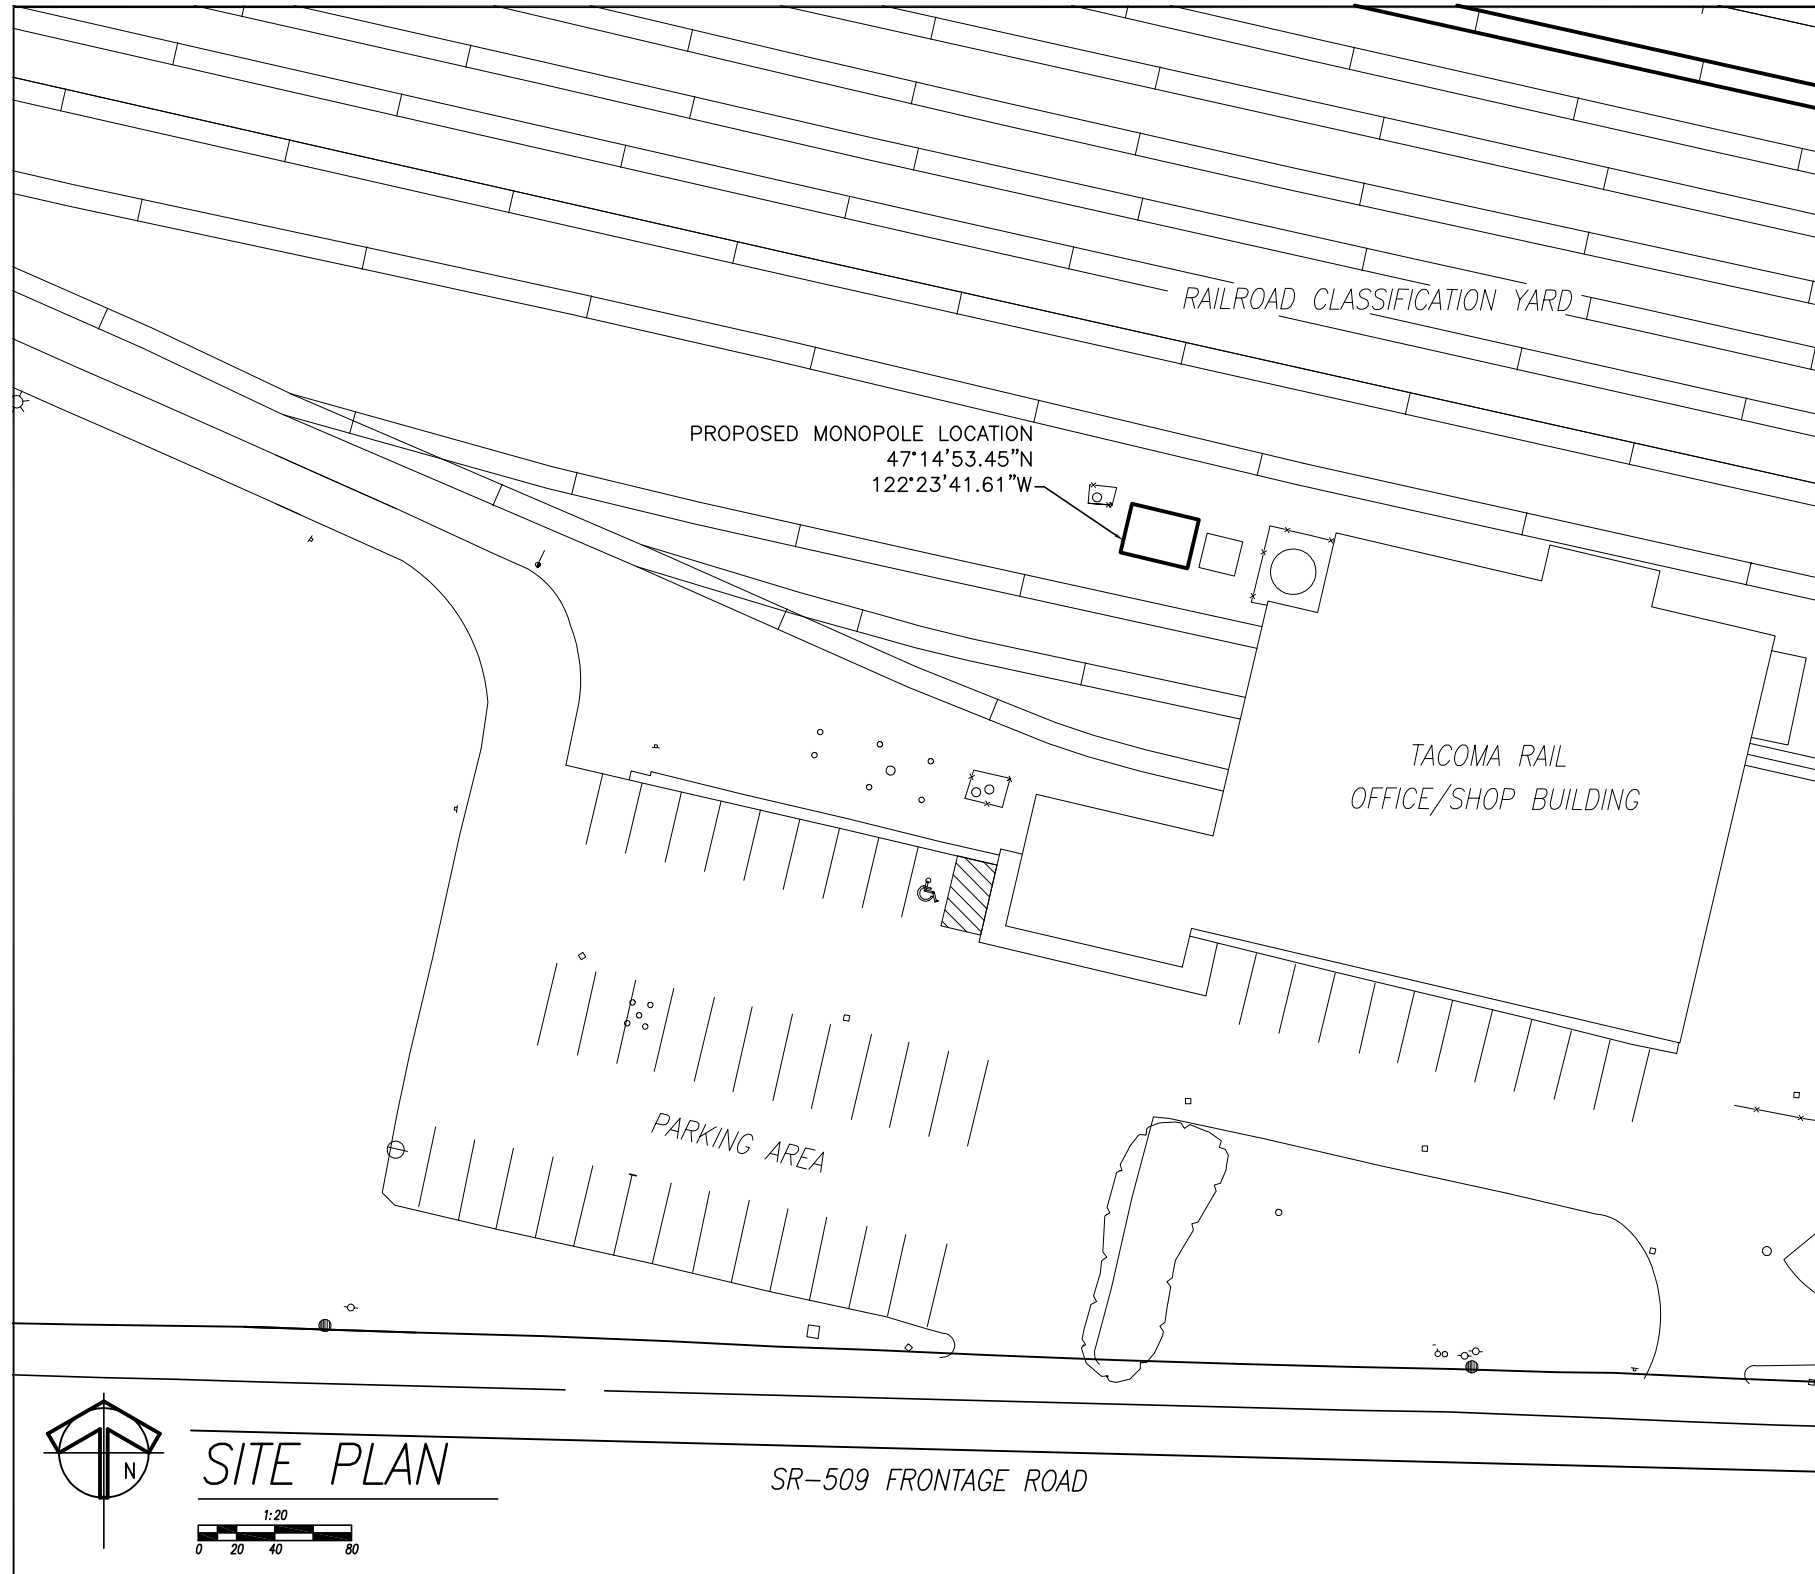 RAILROAD CLASSIFICATION YARD
PROPOSED MONOPOLE LOCATION
47°14'53.45"N
122°23'41.61"W
TACOMA RAIL
OFFICE/SHOP BUILDING
PARKING AREA
N
SITE PLAN
SR-509 FRONTAGE ROAD
1:20
0 20 40 80